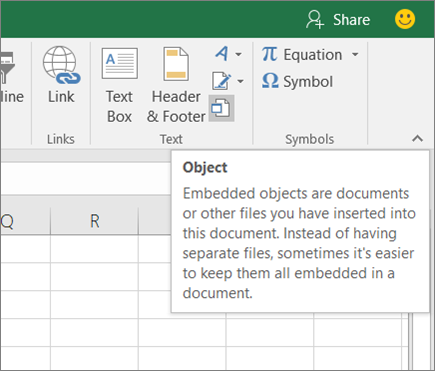 Share
π Equation
line
Link
Text
Box
Header
& Footer
Ω Symbol
Links
Text
Symbols
Object
Embedded objects are documents
or other files you have inserted into
this document. Instead of having
separate files, sometimes it's easier
to keep them all embedded in a
document.
Q
R